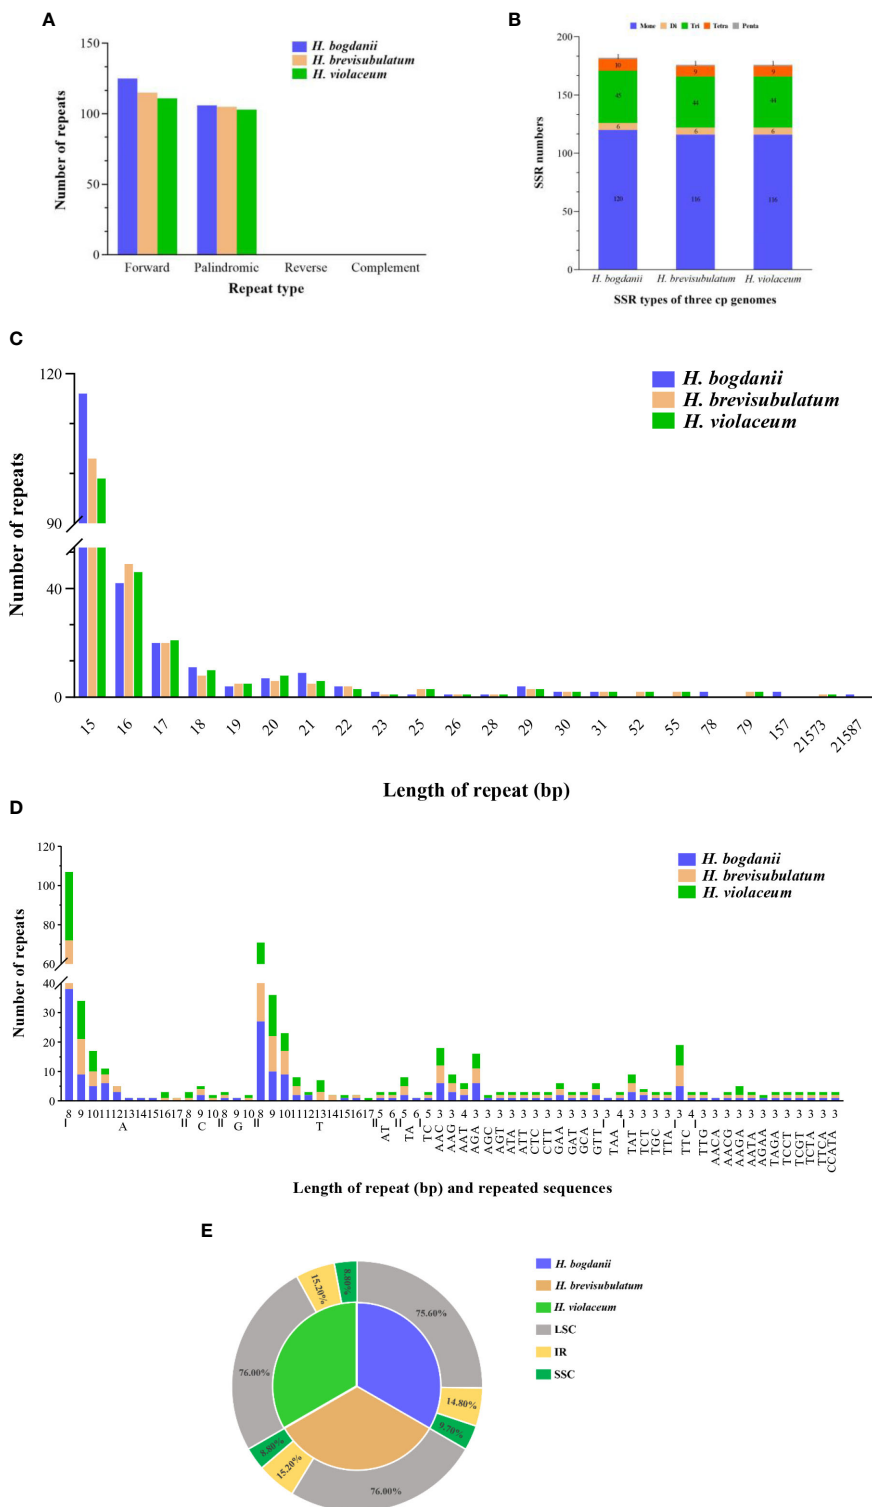 A
150
100
50
0
Number of repeats
H. bogdanii
H. brevisubulatum
H. violaceum
Forward Palindromic Reverse Complement
Repeat type
B
Mono Di Tri Tetra Penta
200
150
100
50
0
SSR numbers
1 1 1
10 9 9
45 44 44
6 6 6
120 116 116
H. bogdanii H. brevisubulatum H. violaceum
SSR types of three cp genomes
C
120
90
40
0
Number of repeats
H. bogdanii
H. brevisubulatum
H. violaceum
15 16 17 18 19 20 21 22 23 25 26 28 29 30 31 52 55 78 79 157 21573 21587
Length of repeat (bp)
D
120
100
80
60
40
30
20
10
0
Number of repeats
H. bogdanii
H. brevisubulatum
H. violaceum
8 9 10 11 12 13 14 15 16 17 8 9 10 8 9 10 8 9 10 11 12 13 14 15 16 17 5 6 5 6 5 3 3 4 3 3 3 3 3 3 3 3 3 3 3 3 4 3 3 3 3 3 4 3 3 3 3 3 3 3 3 3 3 3 3
A C G T AT TA TC AAC AAG AAT AGA AGC AGT ATA ATT CTC CTT GAA GAT GCA GTT TAA TAT TCT TGC TTA TTC TTG AACA AACG AAGA AATA AGAA TAGA TCCT TCGT TCTA TTCA CCATA
Length of repeat (bp) and repeated sequences
E
15.20% 8.80%
75.60%
76.00%
14.80%
9.70%
8.80%
15.20%
76.00%
H. bogdanii
H. brevisubulatum
H. violaceum
LSC
IR
SSC